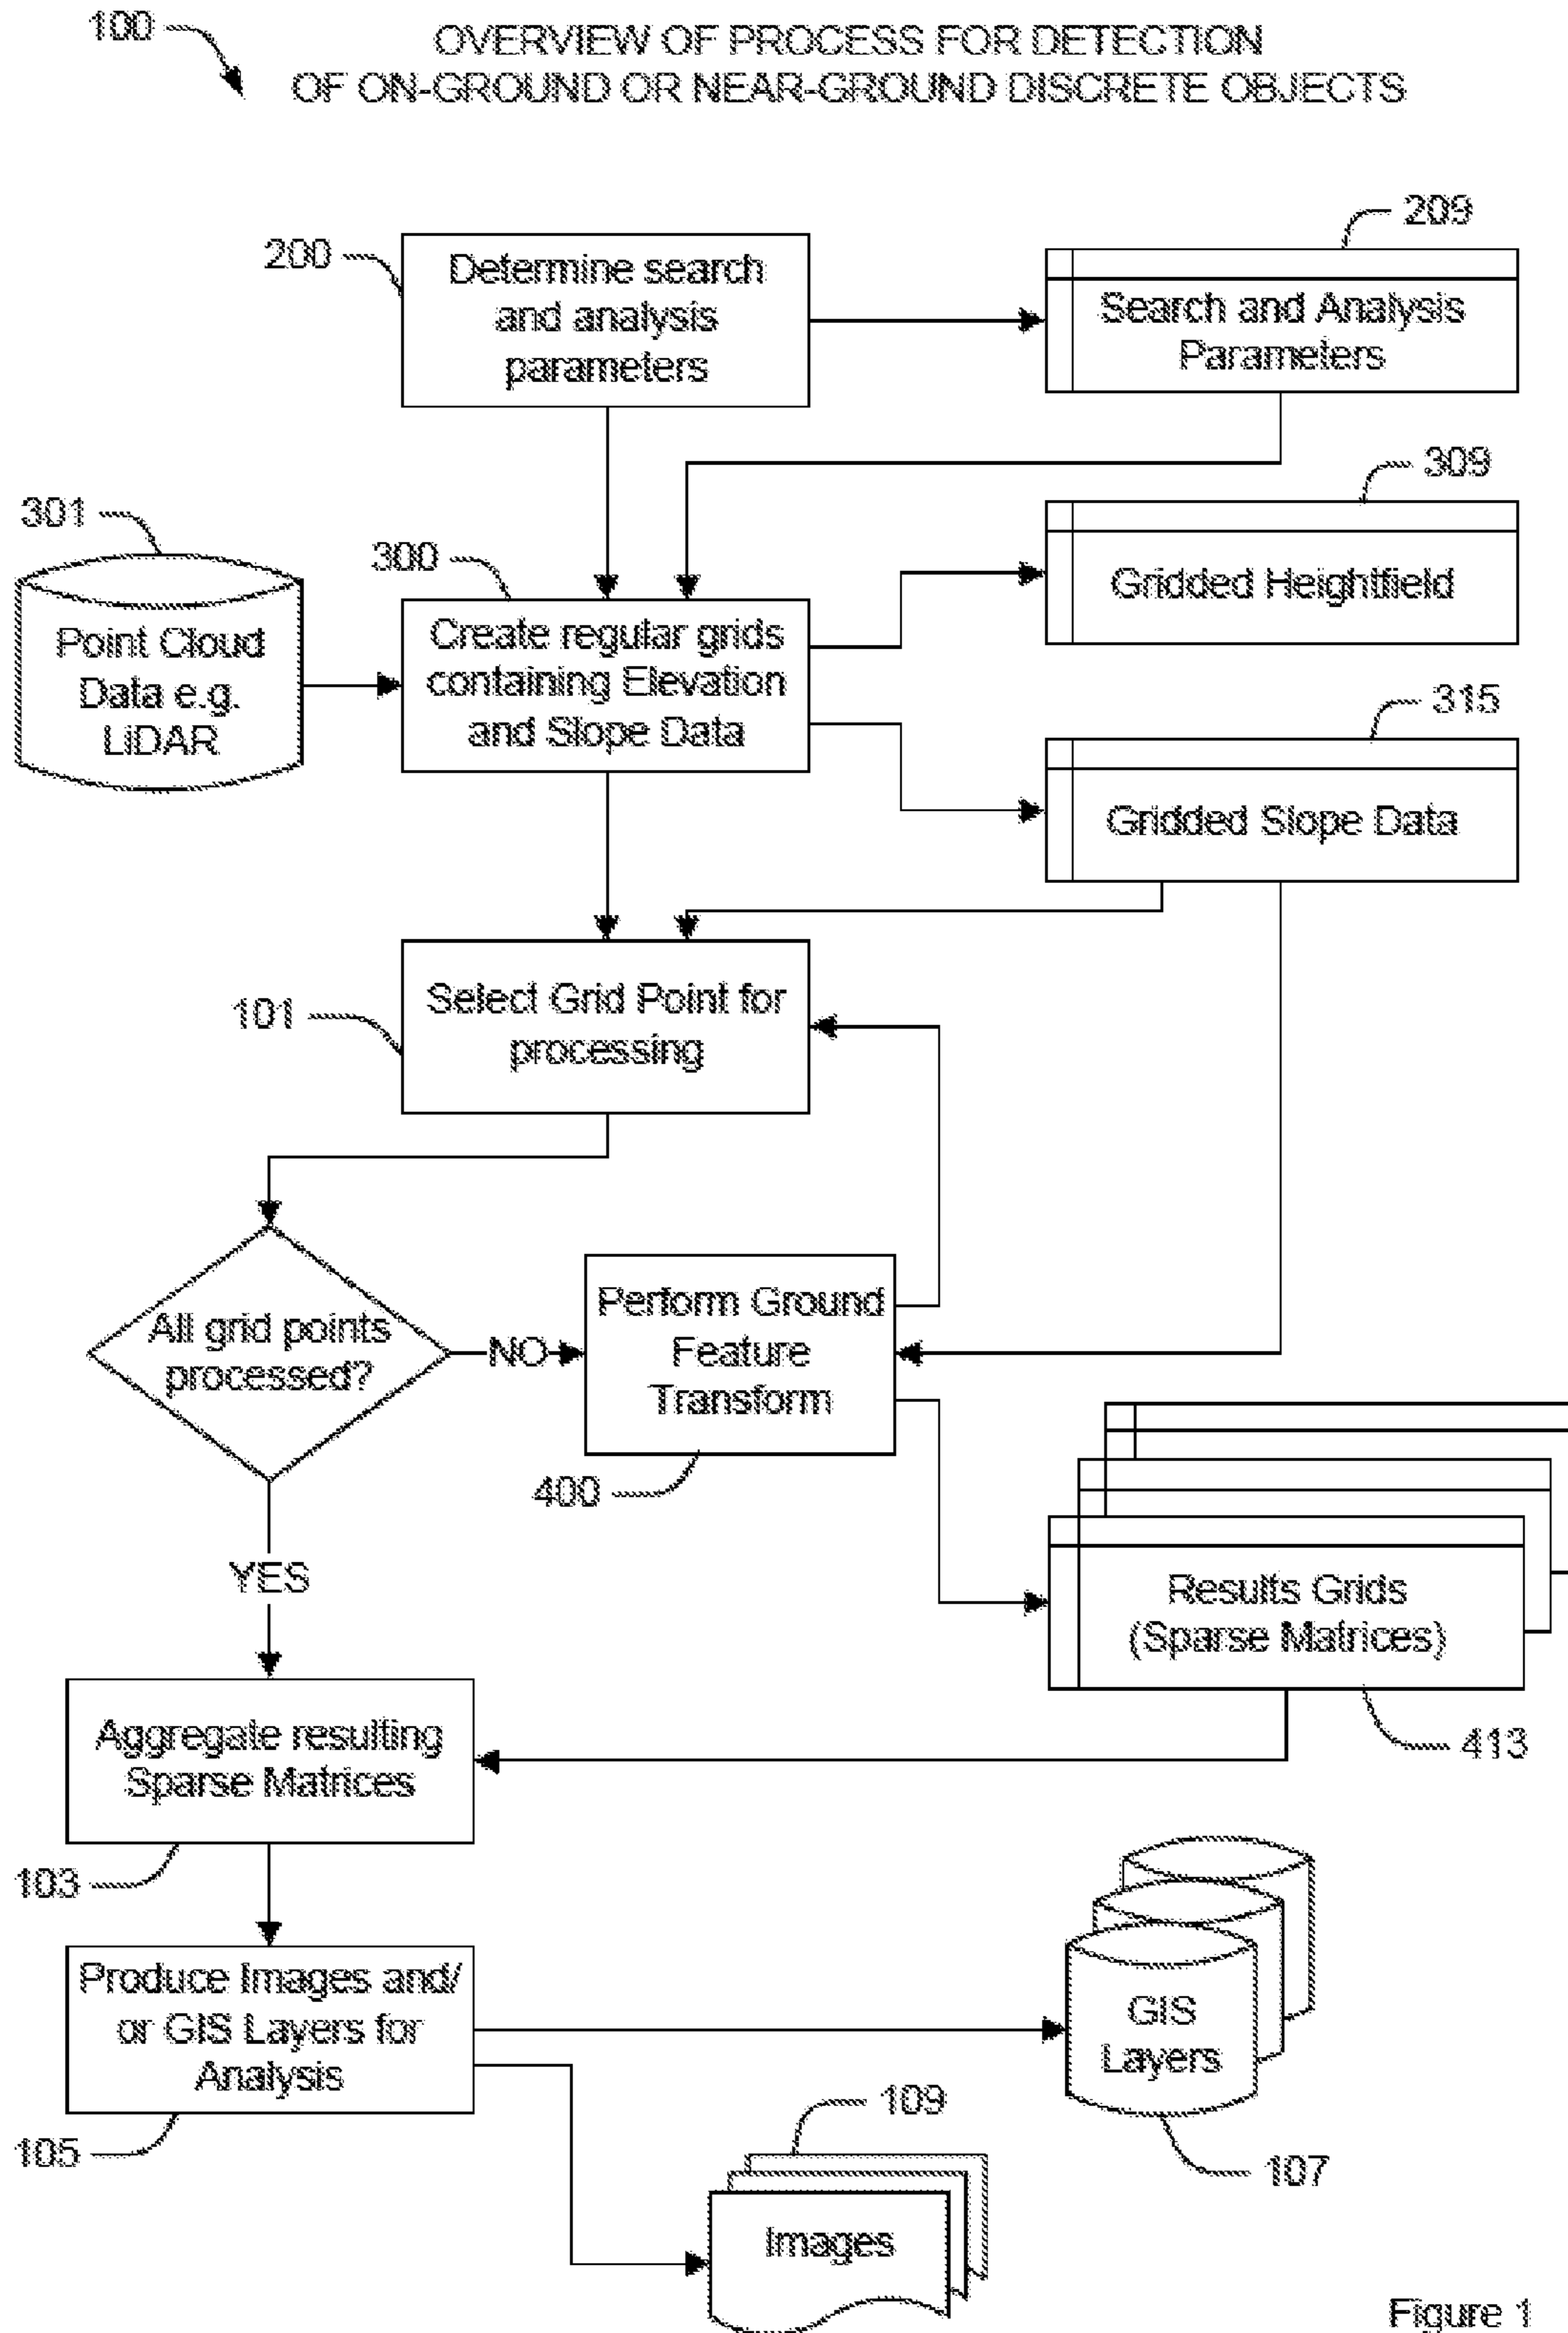 100
OVERVIEW OF PROCESS FOR DETECTION
OF ON-GROUND OR NEAR-GROUND DISCRETE OBJECTS
200
Determine search
and analysis
parameters
209
Search and Analysis
Parameters
309
Gridded Heightfield
301
Point Cloud
Data e.g.
LiDAR
300
Create regular grids
containing Elevation
and Slope Data
315
Gridded Slope Data
101
Select Grid Point for
processing
All grid points
processed?
NO
Perform Ground
Feature
Transform
400
YES
Results Grids
(Sparse Matrices)
413
Aggregate resulting
Sparse Matrices
103
Produce Images and/
or GIS Layers for
Analysis
105
GIS
Layers
107
109
Images
Figure 1